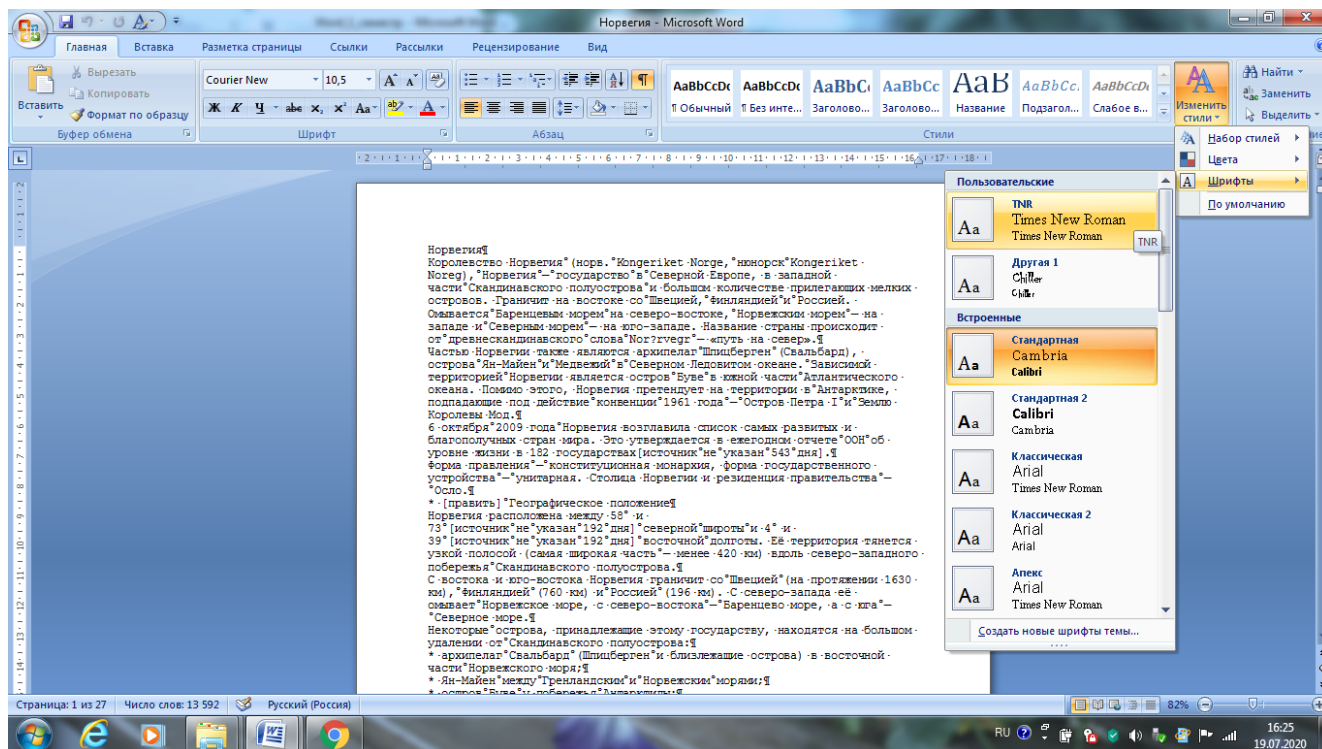 Норвегия - Microsoft Word
Главная Вставка Разметка страницы Ссылки Рассылки Рецензирование Вид
Вставить
Вырезать
Копировать
Формат по образцу
Буфер обмена
Courier New 10,5
Ж К Ч abc x₂ x² Aa
Шрифт
Абзац
AaBbCcDc AaBbCcDc AaBbC AaBbCc АаВ AaBbCc. AaBbCcDc
¶ Обычный ¶ Без инте... Заголово... Заголово... Название Подзагол... Слабое в...
Стили
Изменить стили
Найти
Заменить
Выделить
Набор стилей
Цвета
Шрифты
По умолчанию
Пользовательские
TNR
Times New Roman
Times New Roman
TNR
Другая 1
Chiller
Chiller
Встроенные
Стандартная
Cambria
Calibri
Стандартная 2
Calibri
Cambria
Классическая
Arial
Times New Roman
Классическая 2
Arial
Arial
Апекс
Arial
Times New Roman
Создать новые шрифты темы...
Норвегия¶
Королевство·Норвегия°(норв.°Kongeriket·Norge,°нюнорск°Kongeriket·
Noreg),°Норвегия°—°государство°в°Северной·Европе,·в·западной·
части°Скандинавского·полуострова°и·большом·количестве·прилегающих·мелких·
островов.·Граничит·на·востоке·со°Швецией,°Финляндией°и°Россией.·
Омывается°Баренцевым·морем°на·северо-востоке,°Норвежским·морем°—·на·
западе·и°Северным·морем°—·на·юго-западе.·Название·страны·происходит·
от°древнескандинавского°слова°Nor?rvegr°—·«путь·на·север».¶
Частью·Норвегии·также·являются·архипелаг°Шпицберген°(Свальбард),·
острова°Ян-Майен°и°Медвежий°в°Северном·Ледовитом·океане.°Зависимой·
территорией°Норвегии·является·остров°Буве°в·южной·части°Атлантического·
океана.·Помимо·этого,·Норвегия·претендует·на·территории·в°Антарктике,·
подпадающие·под·действие°конвенции°1961·года°—°Остров·Петра·I°и°Землю·
Королевы·Мод.¶
6·октября°2009·года°Норвегия·возглавила·список·самых·развитых·и·
благополучных·стран·мира.·Это·утверждается·в·ежегодном·отчете°ООН°об·
уровне·жизни·в·182·государствах[источник°не°указан°543°дня].¶
Форма·правления°—°конституционная·монархия,·форма·государственного·
устройства°—°унитарная.·Столица·Норвегии·и·резиденция·правительства°—
°Осло.¶
*·[править]°Географическое·положение¶
Норвегия·расположена·между·58°·и·
73°[источник°не°указан°192°дня]°северной°широты°и·4°·и·
39°[источник°не°указан°192°дня]°восточной°долготы.·Её·территория·тянется·
узкой·полосой·(самая·широкая·часть°—·менее·420·км)·вдоль·северо-западного·
побережья°Скандинавского·полуострова.¶
С·востока·и·юго-востока·Норвегия·граничит·со°Швецией°(на·протяжении·1630·
км),°Финляндией°(760·км)·и°Россией°(196·км).·С·северо-запада·её·
омывает°Норвежское·море,·с·северо-востока°—°Баренцево·море,·а·с·юга°—
°Северное·море.¶
Некоторые°острова,·принадлежащие·этому·государству,·находятся·на·большом·
удалении·от°Скандинавского·полуострова:¶
*·архипелаг°Свальбард°(Шпицберген°и·близлежащие·острова)·в·восточной·
части°Норвежского·моря;¶
*·Ян-Майен°между°Гренландским°и°Норвежским°морями;¶
Страница: 1 из 27 Число слов: 13 592 Русский (Россия) 82%
RU
16:25
19.07.2020